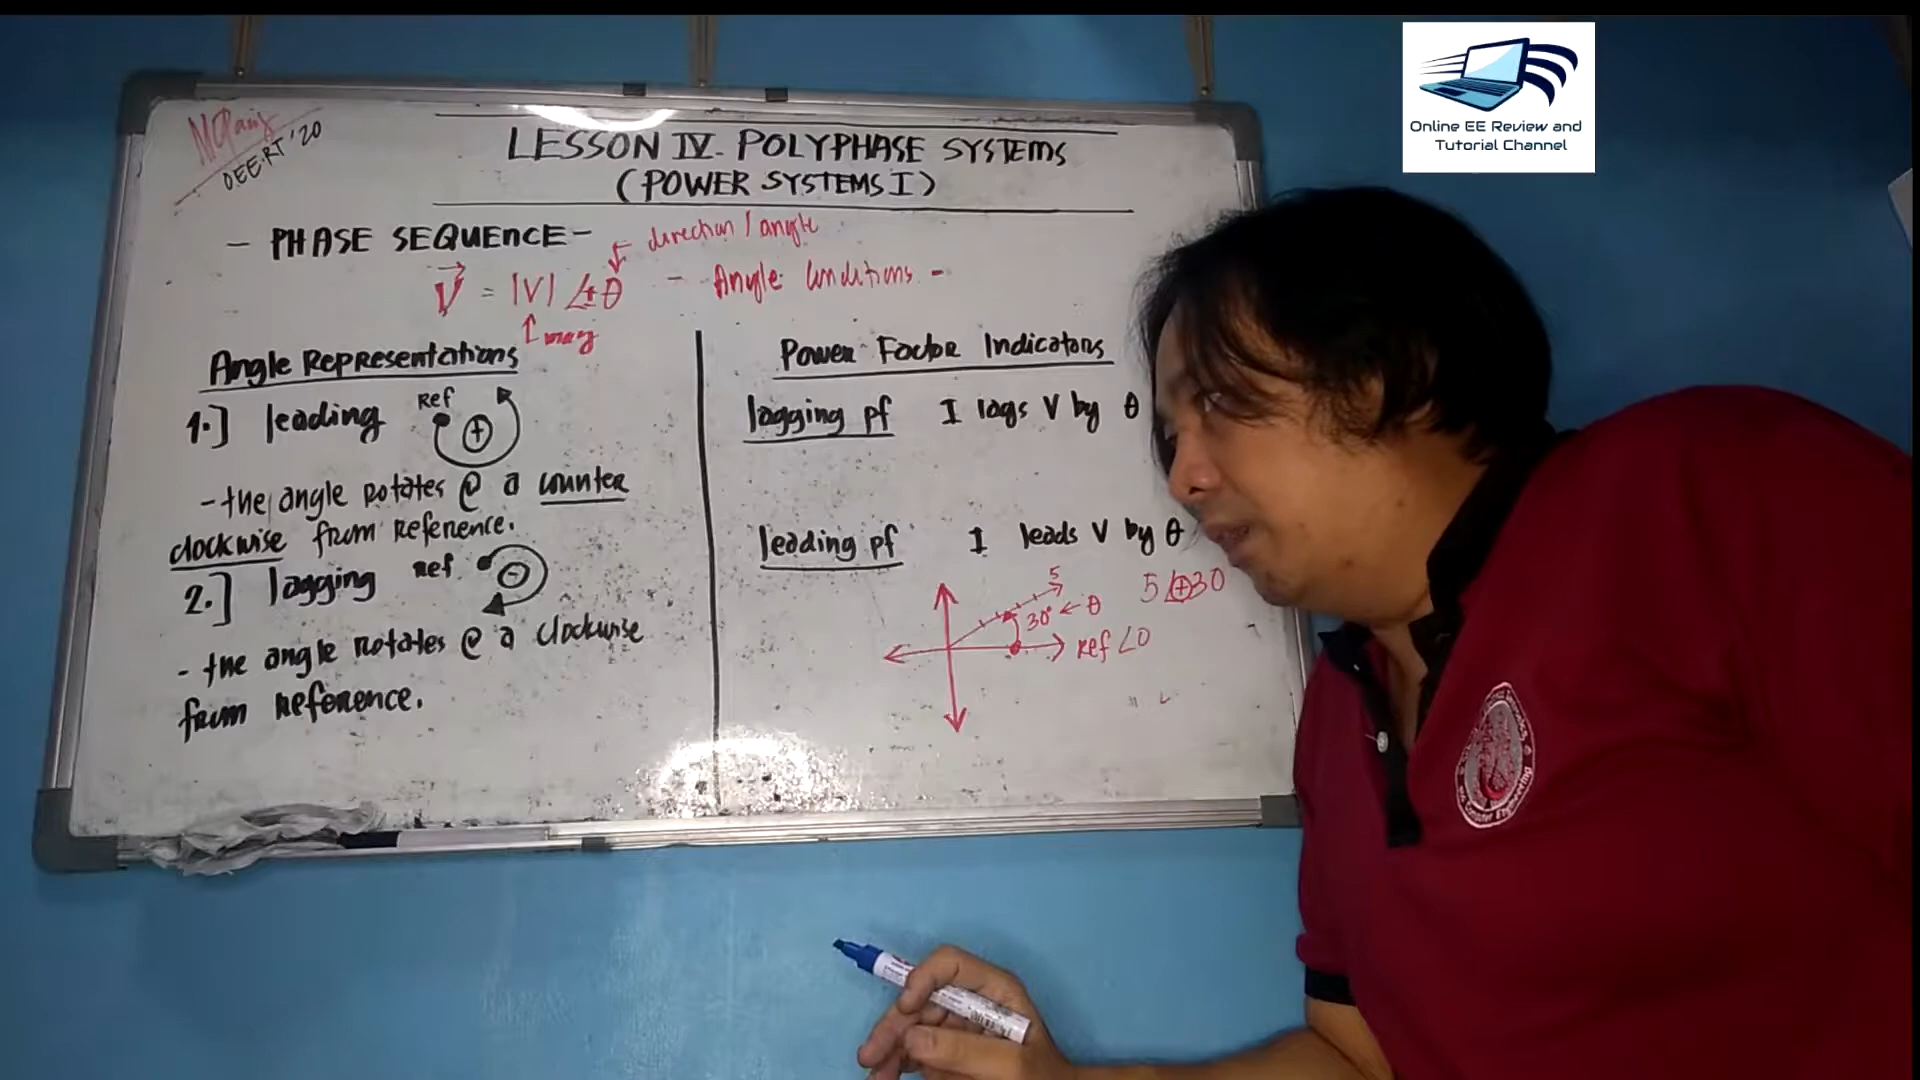 OEE.RT '20
LESSON IV. POLYPHASE SYSTEMS
(POWER SYSTEMS I)
- PHASE SEQUENCE -
direction / angle
V = |V| ∠±θ
- Angle Conditions -
mag
Angle Representations
1.] leading Ref +
- the angle rotates @ a counter
clockwise from reference.
2.] lagging Ref -
- the angle rotates @ a clockwise
from reference.
Power Factor Indicators
lagging pf I lags V by θ
leading pf I leads V by θ
5
30° ← θ
5∠+30
Ref ∠0
Online EE Review and
Tutorial Channel
Computer Engineering